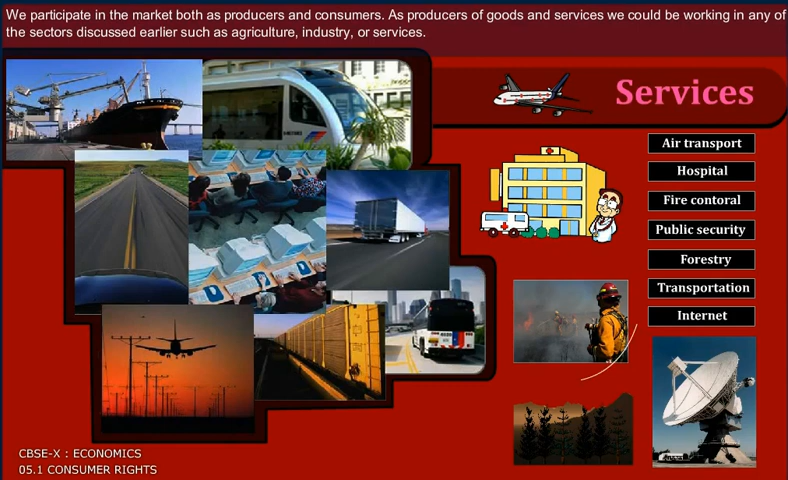 We participate in the market both as producers and consumers. As producers of goods and services we could be working in any of
the sectors discussed earlier such as agriculture, industry, or services.
Services
Air transport
Hospital
Fire contoral
Public security
Forestry
Transportation
Internet
CBSE-X : ECONOMICS
05.1 CONSUMER RIGHTS